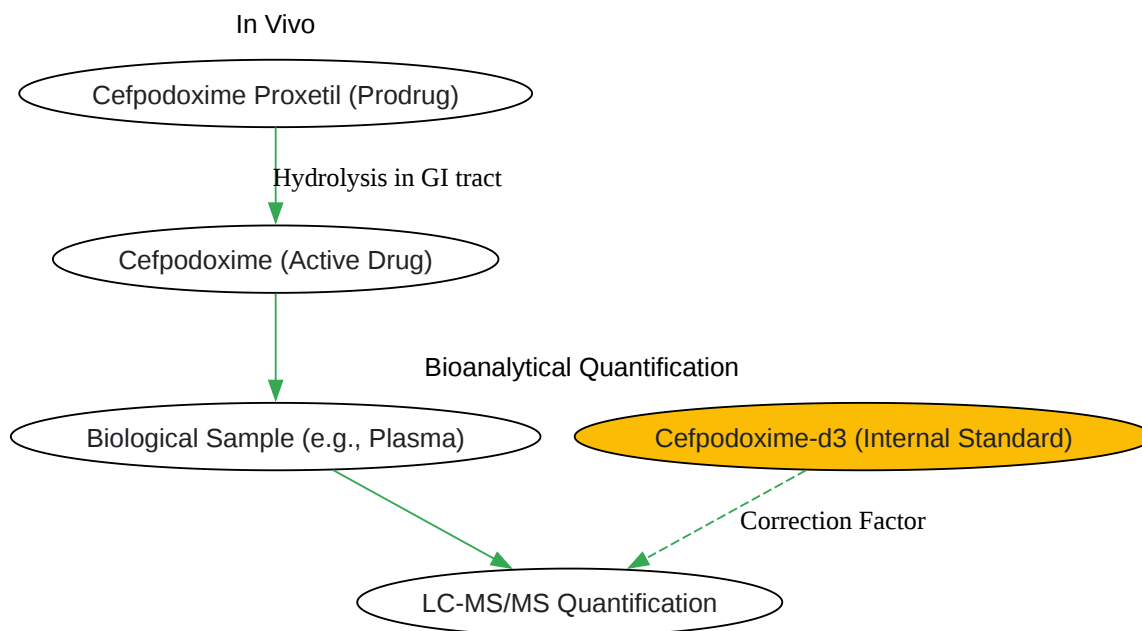 In Vivo
Cefpodoxime Proxetil (Prodrug)
Hydrolysis in GI tract
Cefpodoxime (Active Drug)
Bioanalytical Quantification
Biological Sample (e.g., Plasma)
Cefpodoxime-d3 (Internal Standard)
Correction Factor
LC-MS/MS Quantification